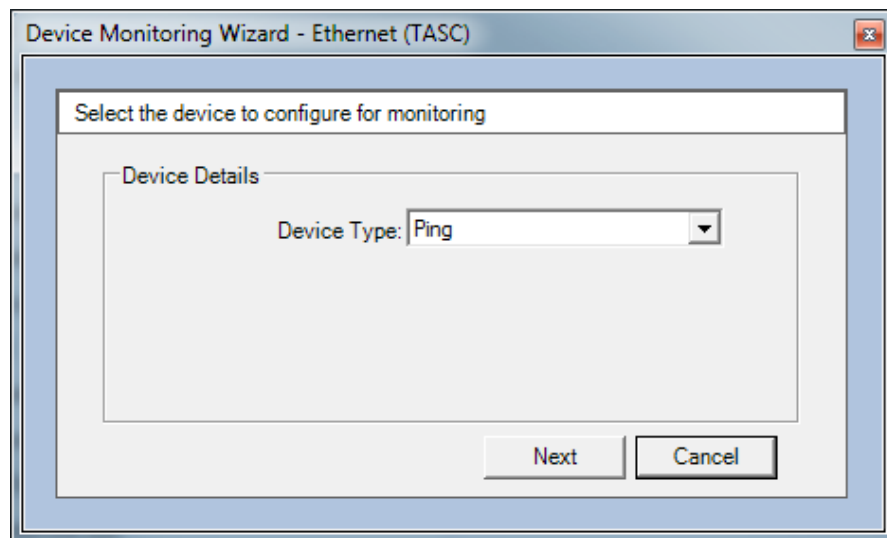 Device Monitoring Wizard - Ethernet (TASC)
Select the device to configure for monitoring
Device Details
Device Type: Ping
Next Cancel